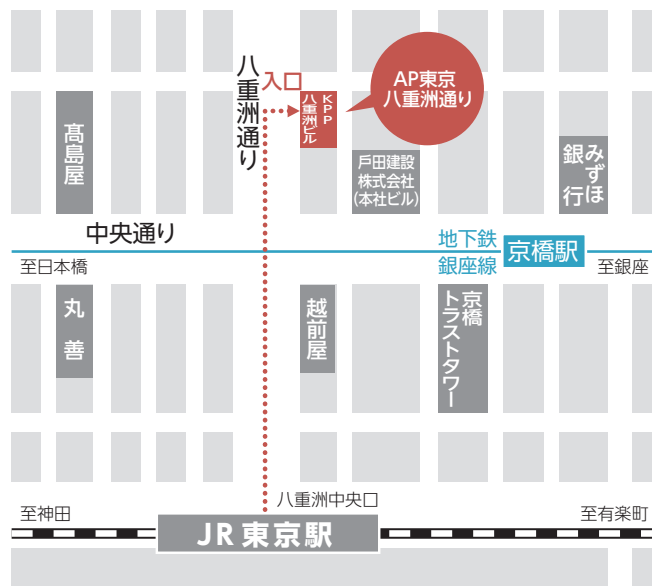 八重洲通り
入口
KPP
八重洲ビル
AP東京
八重洲通り
髙島屋
戸田建設
株式会社
(本社ビル)
みずほ
銀行
中央通り
地下鉄
銀座線
京橋駅
至日本橋
至銀座
丸善
越前屋
京橋
トラストタワー
八重洲中央口
至神田
至有楽町
JR東京駅